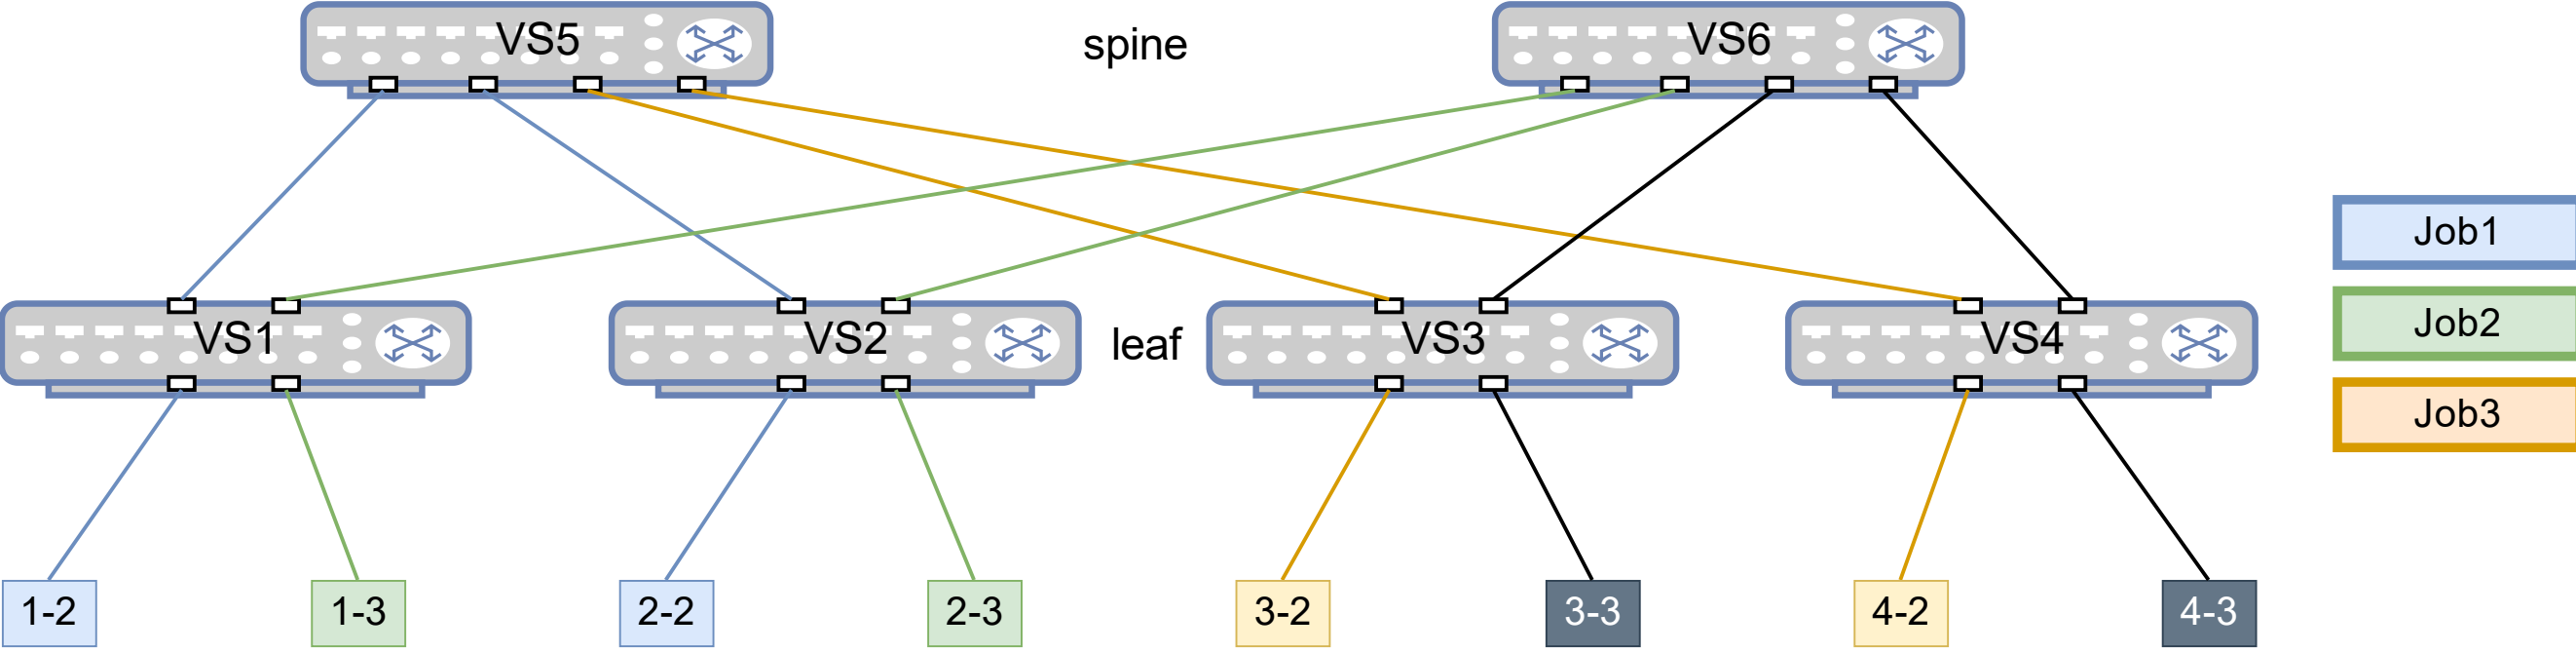 VS5
spine
VS6
Job1
Job2
Job3
VS1
VS2
leaf
VS3
VS4
1-2
1-3
2-2
2-3
3-2
3-3
4-2
4-3